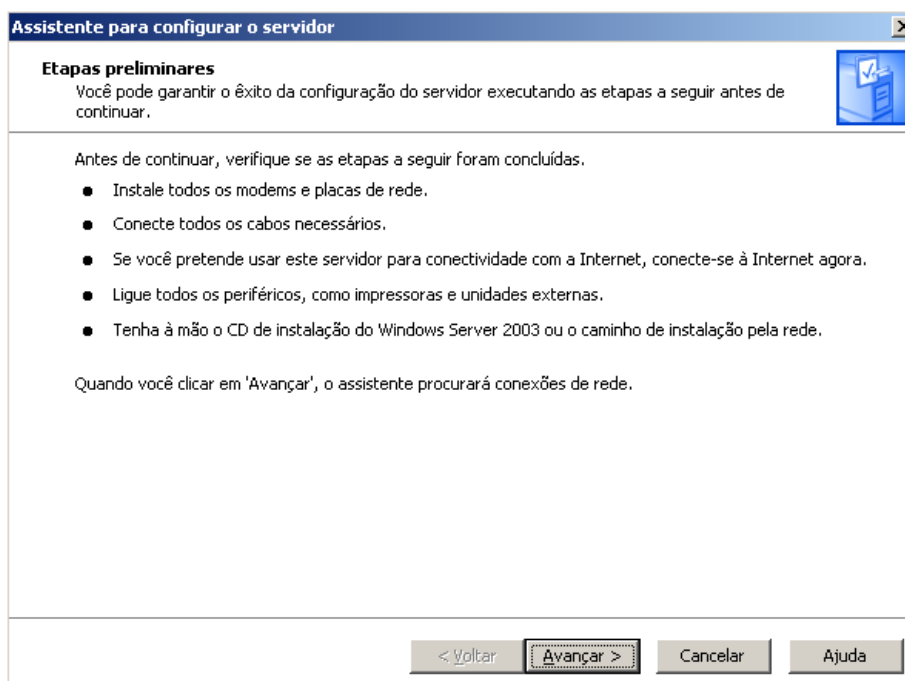 Assistente para configurar o servidor
Etapas preliminares
Você pode garantir o êxito da configuração do servidor executando as etapas a seguir antes de
continuar.
Antes de continuar, verifique se as etapas a seguir foram concluídas.
● Instale todos os modems e placas de rede.
● Conecte todos os cabos necessários.
● Se você pretende usar este servidor para conectividade com a Internet, conecte-se à Internet agora.
● Ligue todos os periféricos, como impressoras e unidades externas.
● Tenha à mão o CD de instalação do Windows Server 2003 ou o caminho de instalação pela rede.
Quando você clicar em 'Avançar', o assistente procurará conexões de rede.
< Voltar Avançar > Cancelar Ajuda